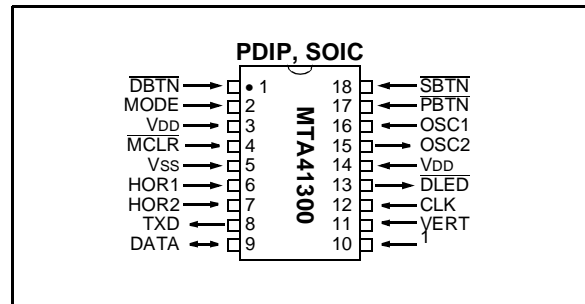 PDIP, SOIC
DBTN 1 18 SBTN
MODE 2 17 PBTN
VDD 3 16 OSC1
MCLR 4 15 OSC2
VSS 5 14 VDD
HOR1 6 13 DLED
HOR2 7 12 CLK
TXD 8 11 VERT
DATA 9 10 1
MTA41300